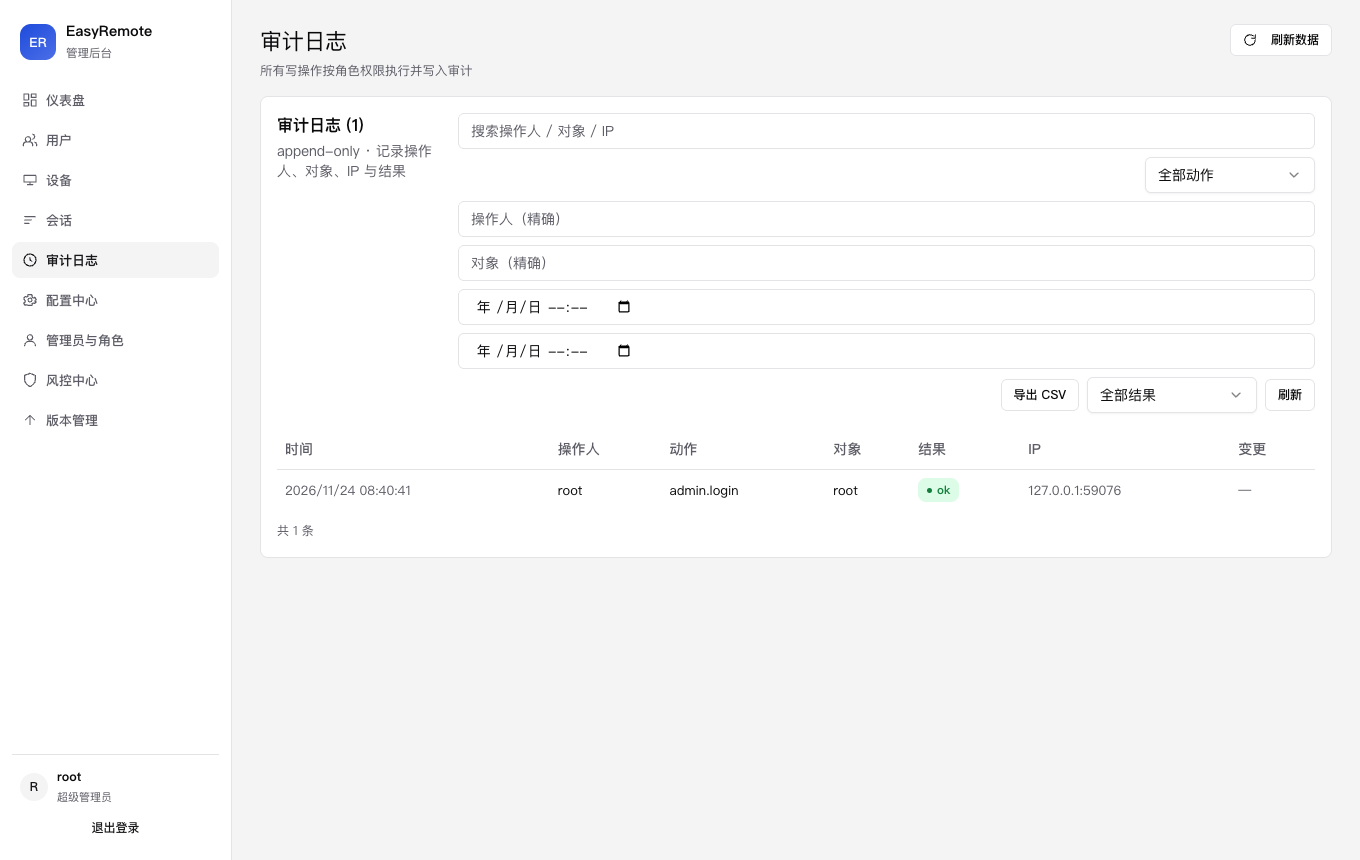 ER
EasyRemote
管理后台
仪表盘
用户
设备
会话
审计日志
配置中心
管理员与角色
风控中心
版本管理
R
root
超级管理员
退出登录
审计日志
所有写操作按角色权限执行并写入审计
刷新数据
审计日志 (1)
append-only · 记录操作
人、对象、IP 与结果
搜索操作人 / 对象 / IP
全部动作
操作人（精确）
对象（精确）
年 /月/日 --:--
年 /月/日 --:--
导出 CSV 全部结果 刷新
时间 操作人 动作 对象 结果 IP 变更
2026/11/24 08:40:41 root admin.login root ok 127.0.0.1:59076 —
共 1 条